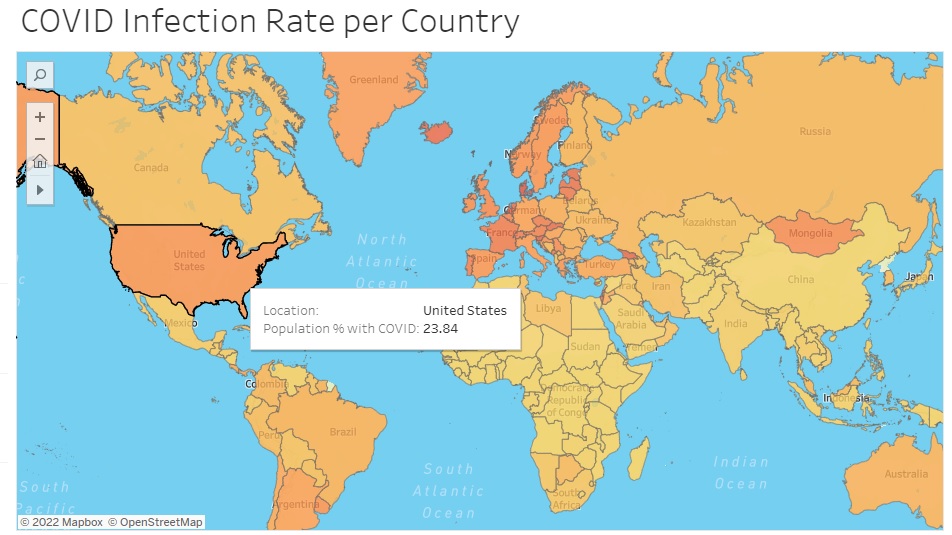 COVID Infection Rate per Country
Greenland
Sweden
Russia
Norway
Finland
Canada
Belarus
Germany
Ukraine
Kazakhstan
France
Mongolia
North
Atlantic
Ocean
United
States
Spain
Turkey
China
Japan
Iraq
Iran
Location: United States
Population % with COVID: 23.84
Libya
Saudi
Arabia
Mexico
India
Sudan
Yemen
Colombia
Democratic
Republic
of Congo
Indonesia
Peru
Brazil
South
Atlantic
Ocean
Indian
Ocean
Australia
South
Pacific
Argentina
South
Africa
© 2022 Mapbox © OpenStreetMap